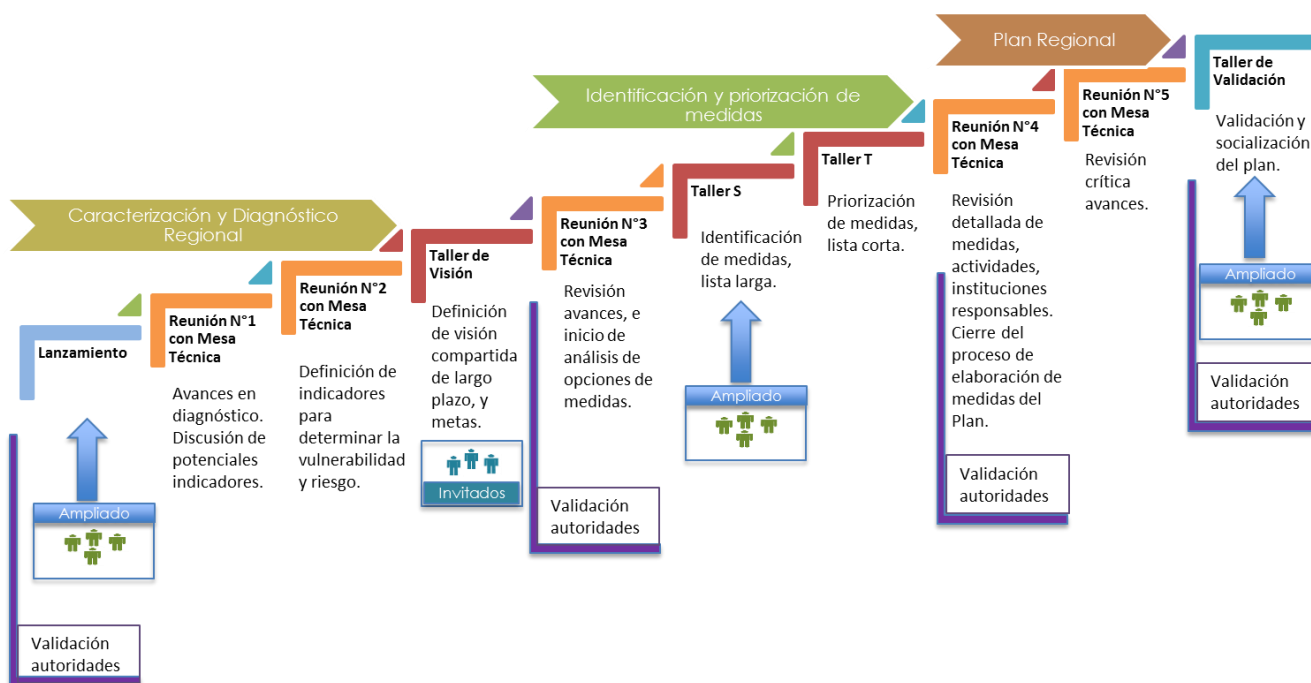 Caracterización y Diagnóstico
Regional
Identificación y priorización de
medidas
Plan Regional
Lanzamiento
Ampliado
Validación
autoridades
Reunión N°1
con Mesa
Técnica
Avances en
diagnóstico.
Discusión de
potenciales
indicadores.
Reunión N°2
con Mesa
Técnica
Definición de
indicadores
para
determinar la
vulnerabilidad
y riesgo.
Taller de
Visión
Definición
de visión
compartida
de largo
plazo, y
metas.
Invitados
Reunión N°3
con Mesa
Técnica
Revisión
avances, e
inicio de
análisis de
opciones de
medidas.
Validación
autoridades
Taller S
Identificación
de medidas,
lista larga.
Ampliado
Taller T
Priorización
de medidas,
lista corta.
Reunión N°4
con Mesa
Técnica
Revisión
detallada de
medidas,
actividades,
instituciones
responsables.
Cierre del
proceso de
elaboración de
medidas del
Plan.
Validación
autoridades
Reunión N°5
con Mesa
Técnica
Revisión
crítica
avances.
Taller de
Validación
Validación y
socialización
del plan.
Ampliado
Validación
autoridades